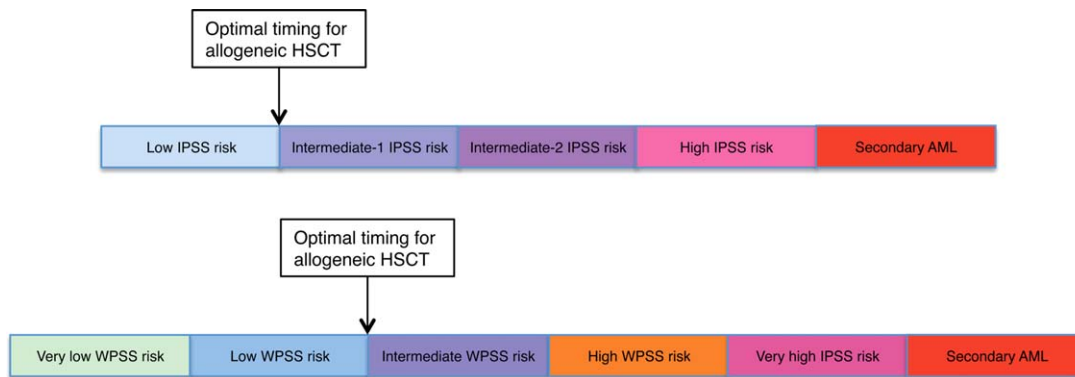 Optimal timing for
allogeneic HSCT
Low IPSS risk
Intermediate-1 IPSS risk
Intermediate-2 IPSS risk
High IPSS risk
Secondary AML
Optimal timing for
allogeneic HSCT
Very low WPSS risk
Low WPSS risk
Intermediate WPSS risk
High WPSS risk
Very high IPSS risk
Secondary AML